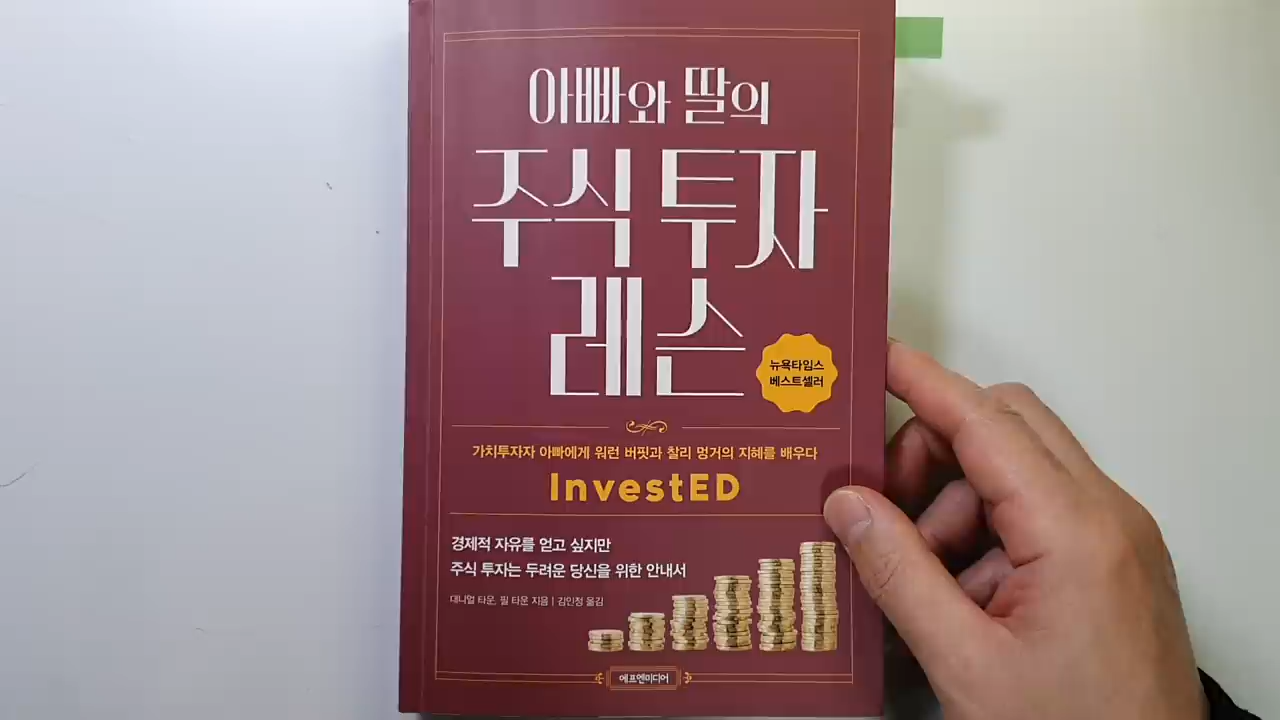 아빠와 딸의
주식 투자
레슨
뉴욕타임스
베스트셀러
가치투자자 아빠에게 워런 버핏과 찰리 멍거의 지혜를 배우다
InvestED
경제적 자유를 얻고 싶지만
주식 투자는 두려운 당신을 위한 안내서
대니얼 타운, 필 타운 지음 | 김인정 옮김
에프엔미디어